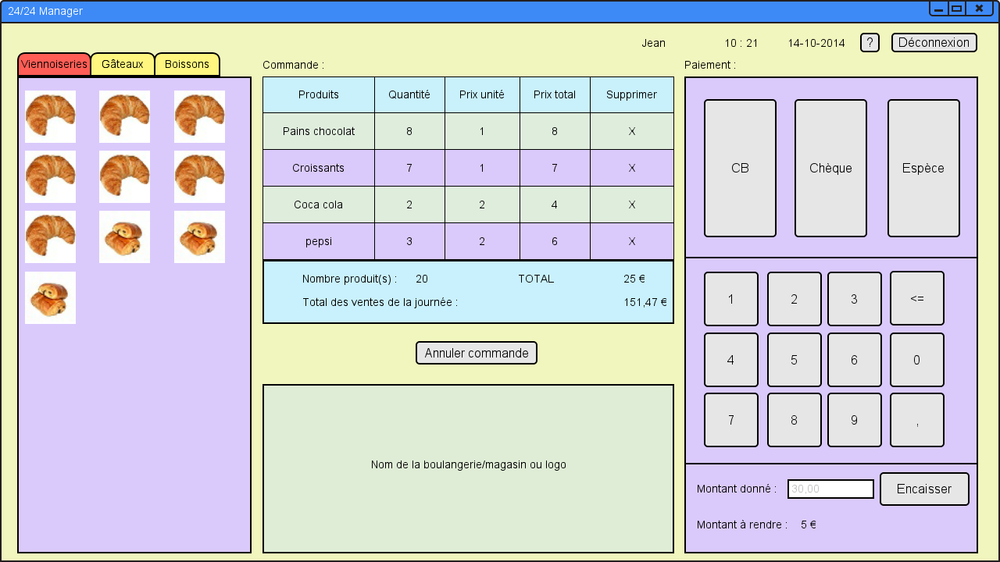 24/24 Manager
Jean 10 : 21 14-10-2014 ? Déconnexion
Viennoiseries Gâteaux Boissons
Commande :
Produits Quantité Prix unité Prix total Supprimer
Pains chocolat 8 1 8 X
Croissants 7 1 7 X
Coca cola 2 2 4 X
pepsi 3 2 6 X
Nombre produit(s) : 20 TOTAL 25 €
Total des ventes de la journée : 151,47 €
Annuler commande
Nom de la boulangerie/magasin ou logo
Paiement :
CB Chèque Espèce
1 2 3 <=
4 5 6 0
7 8 9 ,
Montant donné : 30,00 Encaisser
Montant à rendre : 5 €